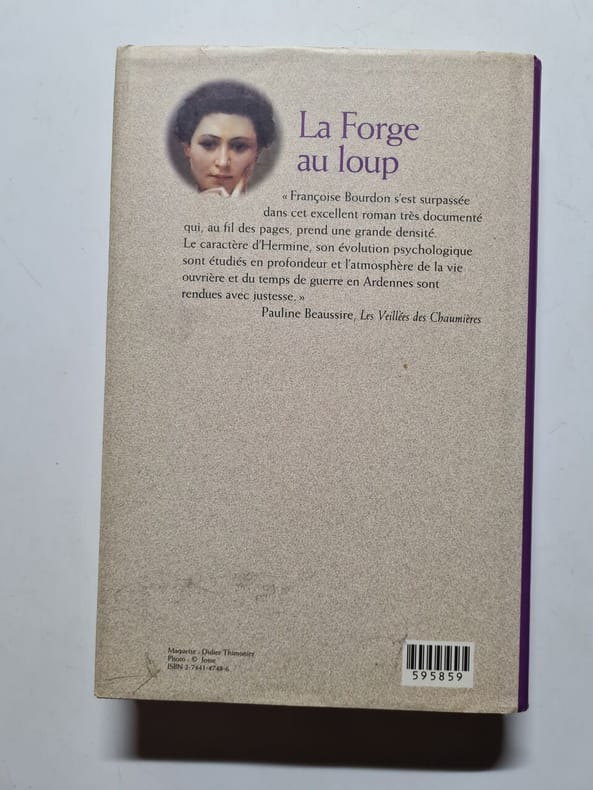 La Forge
au loup
« Françoise Bourdon s'est surpassée
dans cet excellent roman très documenté
qui, au fil des pages, prend une grande densité.
Le caractère d'Hermine, son évolution psychologique
sont étudiés en profondeur et l'atmosphère de la vie
ouvrière et du temps de guerre en Ardennes sont
rendues avec justesse. »
Pauline Beaussire, Les Veillées des Chaumières
Maquette : Didier Thimonier
Photo : © Josse
ISBN 2-7441-4748-6
595859